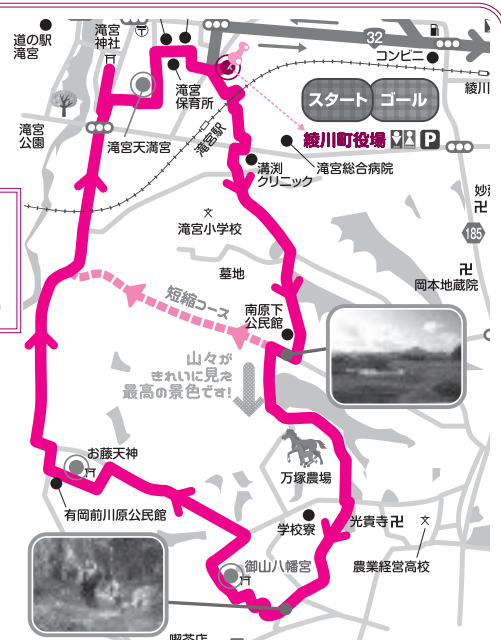 道の駅
滝宮
滝宮
神社
32
コンビニ
綾川
滝宮
保育所
スタート ゴール
滝宮
公園
滝宮天満宮
滝宮駅
綾川町役場
P
溝渕
クリニック
滝宮総合病院
滝宮小学校
185
岡本地蔵院
墓地
短縮コース
南原下
公民館
山々が
きれいに見え
最高の景色です!
お藤天神
万塚農場
有岡前川原公民館
学校寮
光貴寺
御山八幡宮
農業経営高校